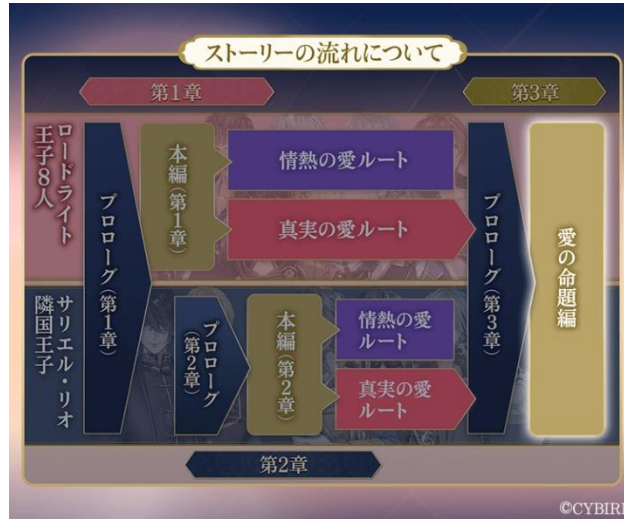 ストーリーの流れについて
第1章
第3章
ロードライト
王子8人
プロローグ(第1章)
本編(第1章)
情熱の愛ルート
真実の愛ルート
プロローグ(第3章)
愛の命題編
サリエル・リオ
隣国王子
プロローグ
(第2章)
本編(第2章)
情熱の愛
ルート
真実の愛
ルート
第2章
©CYBIRD